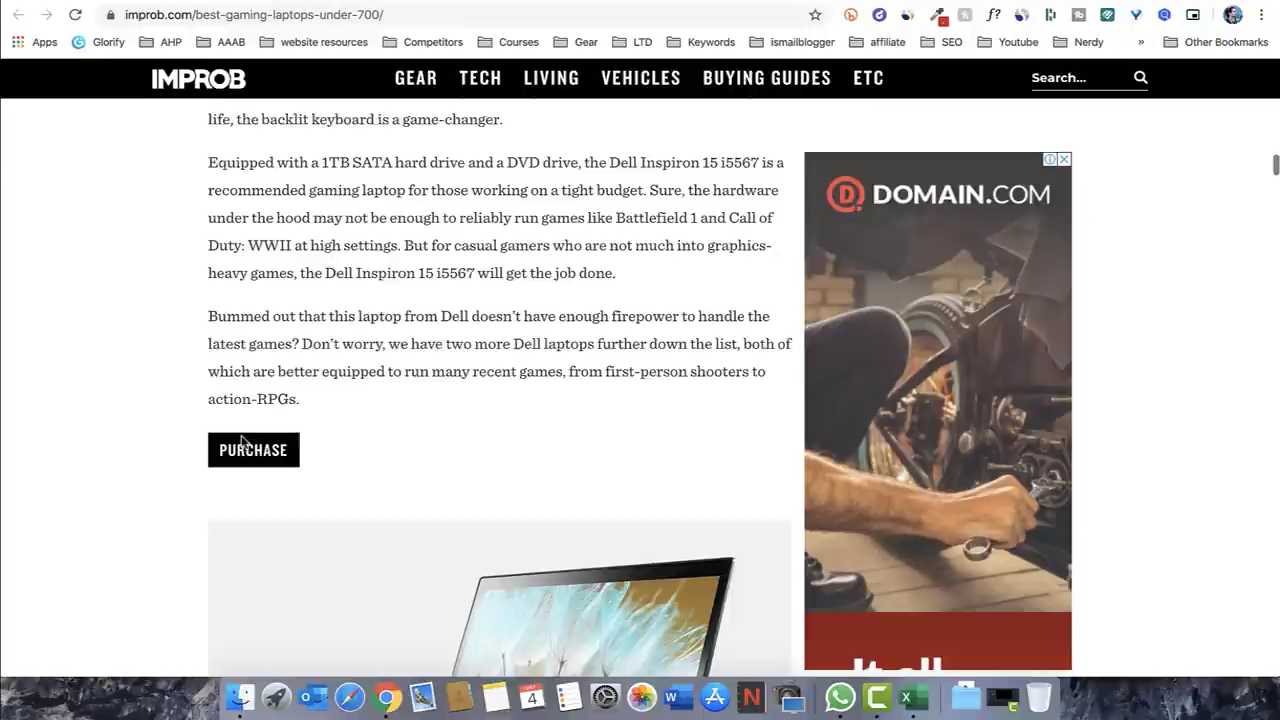 improb.com/best-gaming-laptops-under-700/
f?
Apps Glorify AHP AAAB website resources Competitors Courses Gear LTD Keywords ismailblogger affiliate SEO Youtube Nerdy » Other Bookmarks
IMPROB GEAR TECH LIVING VEHICLES BUYING GUIDES ETC Search...
life, the backlit keyboard is a game-changer.
Equipped with a 1TB SATA hard drive and a DVD drive, the Dell Inspiron 15 i5567 is a
recommended gaming laptop for those working on a tight budget. Sure, the hardware
under the hood may not be enough to reliably run games like Battlefield 1 and Call of
Duty: WWII at high settings. But for casual gamers who are not much into graphics-
heavy games, the Dell Inspiron 15 i5567 will get the job done.
Bummed out that this laptop from Dell doesn't have enough firepower to handle the
latest games? Don't worry, we have two more Dell laptops further down the list, both of
which are better equipped to run many recent games, from first-person shooters to
action-RPGs.
PURCHASE
D DOMAIN.COM
It all
4